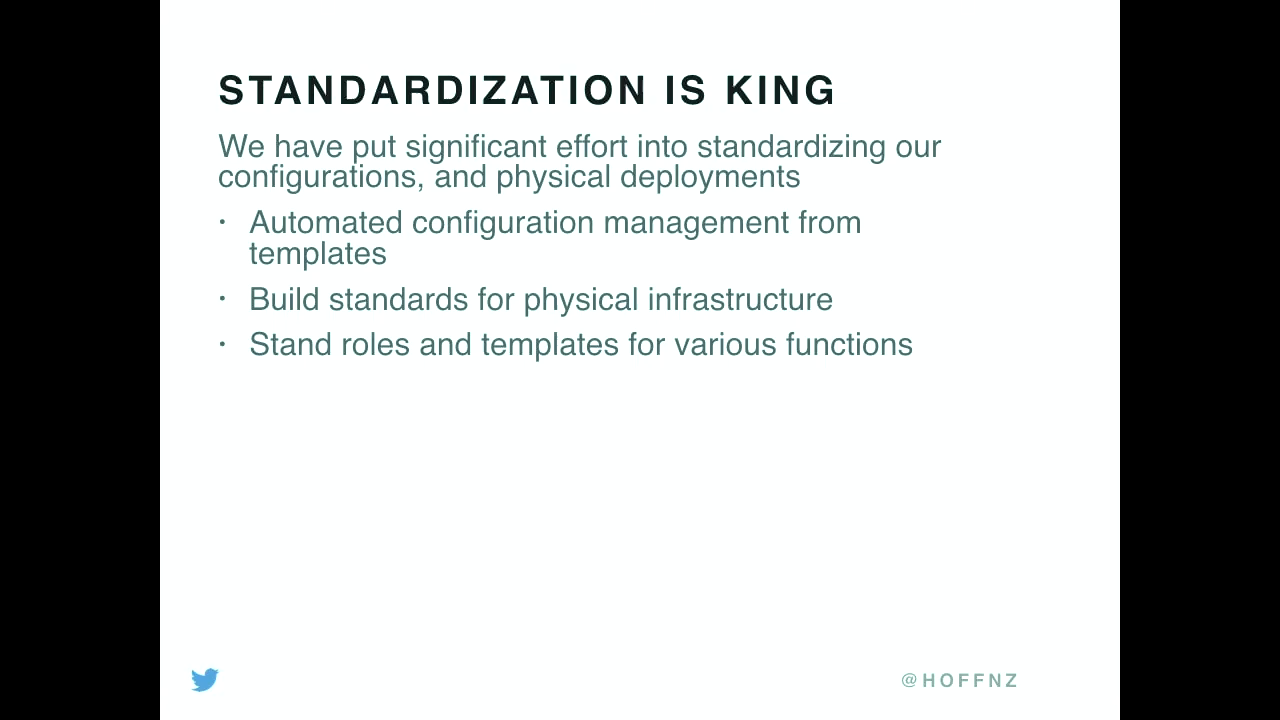 STANDARDIZATION IS KING
We have put significant effort into standardizing our
configurations, and physical deployments
· Automated configuration management from
templates
· Build standards for physical infrastructure
· Stand roles and templates for various functions
@HOFFNZ